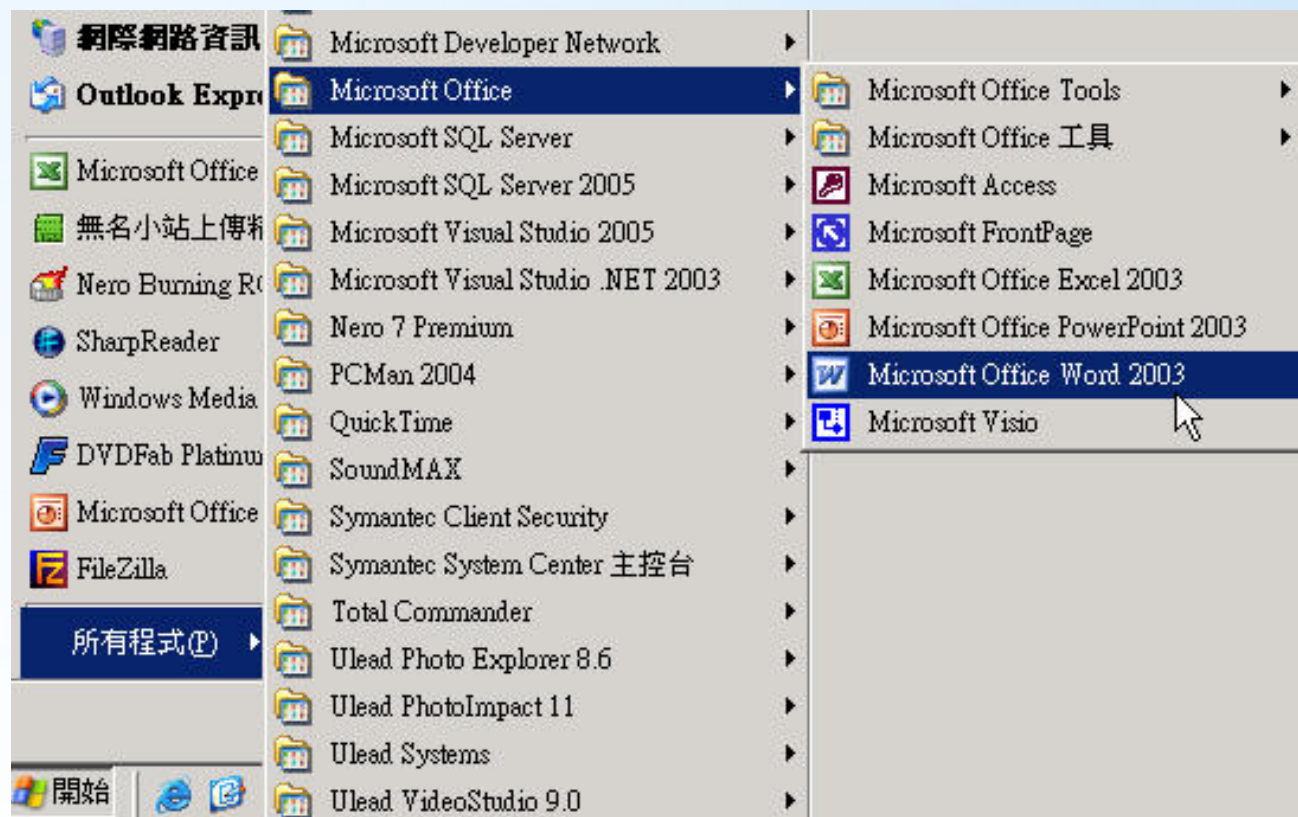 網際網路資訊
Outlook Expre
Microsoft Office
無名小站上傳精
Nero Burning RO
SharpReader
Windows Media
DVDFab Platinu
Microsoft Office
FileZilla
所有程式(P)
開始
Microsoft Developer Network
Microsoft Office
Microsoft SQL Server
Microsoft SQL Server 2005
Microsoft Visual Studio 2005
Microsoft Visual Studio .NET 2003
Nero 7 Premium
PCMan 2004
QuickTime
SoundMAX
Symantec Client Security
Symantec System Center 主控台
Total Commander
Ulead Photo Explorer 8.6
Ulead PhotoImpact 11
Ulead Systems
Ulead VideoStudio 9.0
Microsoft Office Tools
Microsoft Office 工具
Microsoft Access
Microsoft FrontPage
Microsoft Office Excel 2003
Microsoft Office PowerPoint 2003
Microsoft Office Word 2003
Microsoft Visio